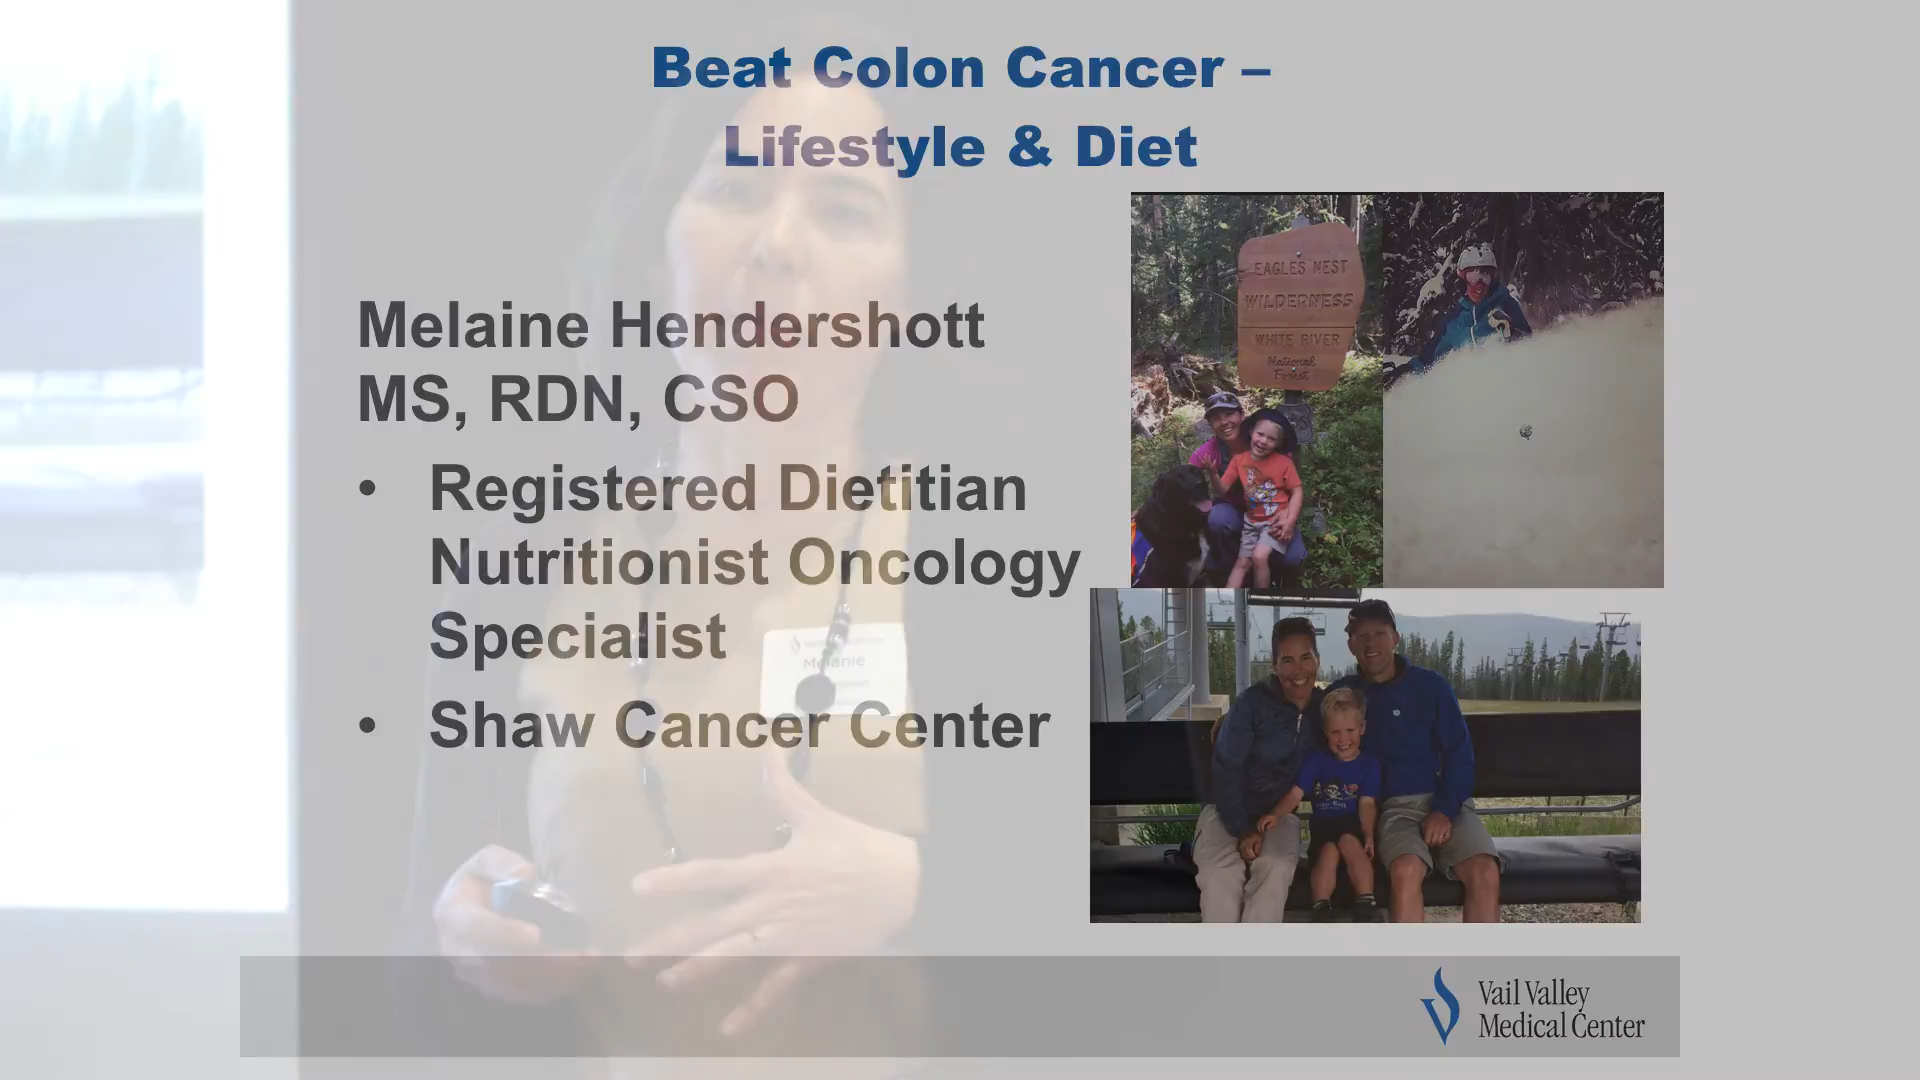 Beat Colon Cancer –
Lifestyle & Diet
Melaine Hendershott
MS, RDN, CSO
• Registered Dietitian
Nutritionist Oncology
Specialist
• Shaw Cancer Center
EAGLES NEST
WILDERNESS
WHITE RIVER
National
Forest
Melanie
Vail Valley
Medical Center